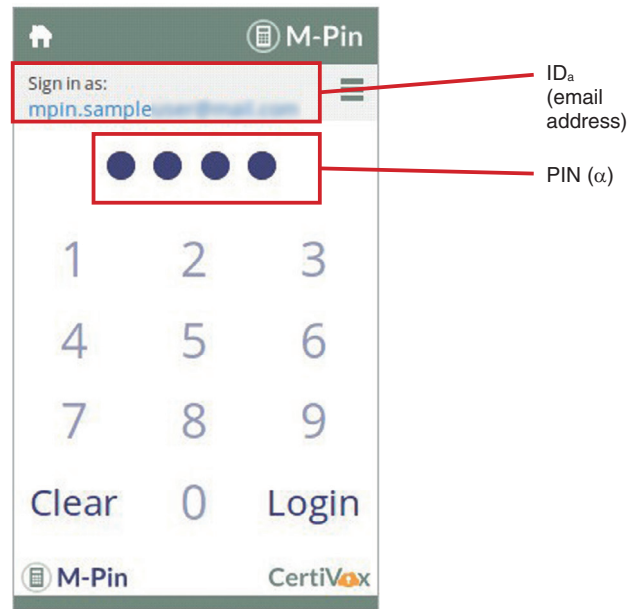 M-Pin
Sign in as:
mpin.sample
IDa
(email
address)
PIN (α)
1 2 3
4 5 6
7 8 9
Clear 0 Login
M-Pin CertiVox